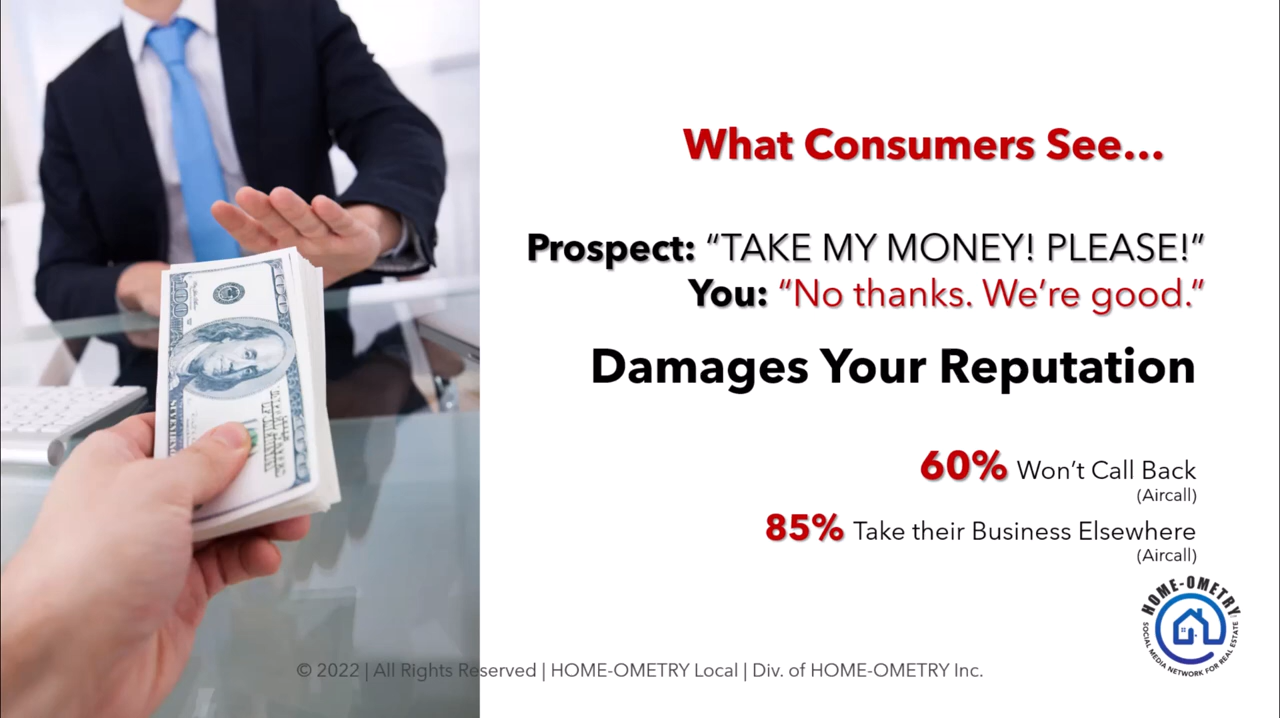 What Consumers See...
Prospect: “TAKE MY MONEY! PLEASE!”
You: “No thanks. We’re good.”
Damages Your Reputation
60% Won’t Call Back
(Aircall)
85% Take their Business Elsewhere
(Aircall)
HOME-OMETRY
SOCIAL MEDIA NETWORK FOR REAL ESTATE
© 2022 | All Rights Reserved | HOME-OMETRY Local | Div. of HOME-OMETRY Inc.
100